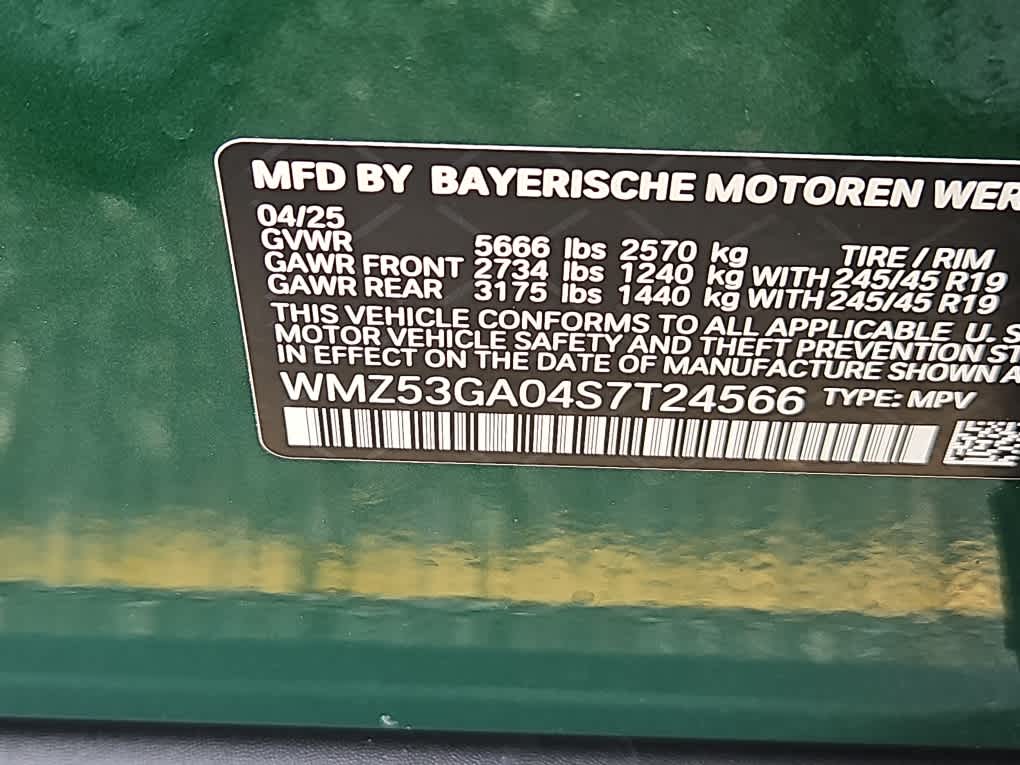 MFD BY BAYERISCHE MOTOREN WER
04/25
GVWR 5666 lbs 2570 kg TIRE / RIM
GAWR FRONT 2734 lbs 1240 kg WITH 245/45 R19
GAWR REAR 3175 lbs 1440 kg WITH 245/45 R19
THIS VEHICLE CONFORMS TO ALL APPLICABLE U. S
MOTOR VEHICLE SAFETY AND THEFT PREVENTION ST
IN EFFECT ON THE DATE OF MANUFACTURE SHOWN A
WMZ53GA04S7T24566 TYPE: MPV